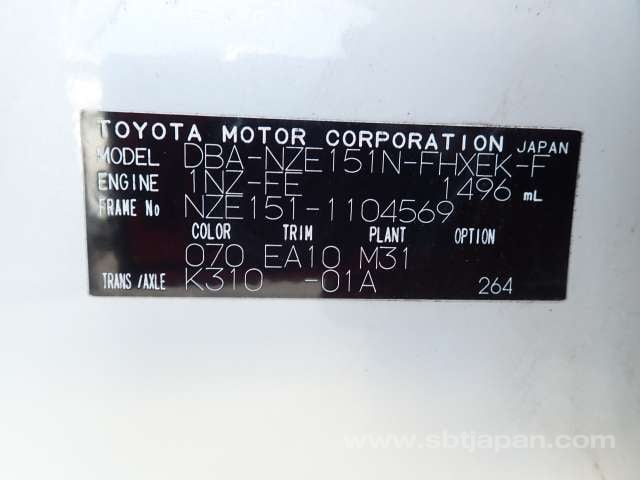 TOYOTA MOTOR CORPORATION JAPAN
MODEL DBA-NZE151N-FHXEK-F
ENGINE 1NZ-FE 1496 mL
FRAME No NZE151-1104569
COLOR TRIM PLANT OPTION
070 EA10 M31
TRANS/AXLE K310 -01A 264
www.sbtjapan.com